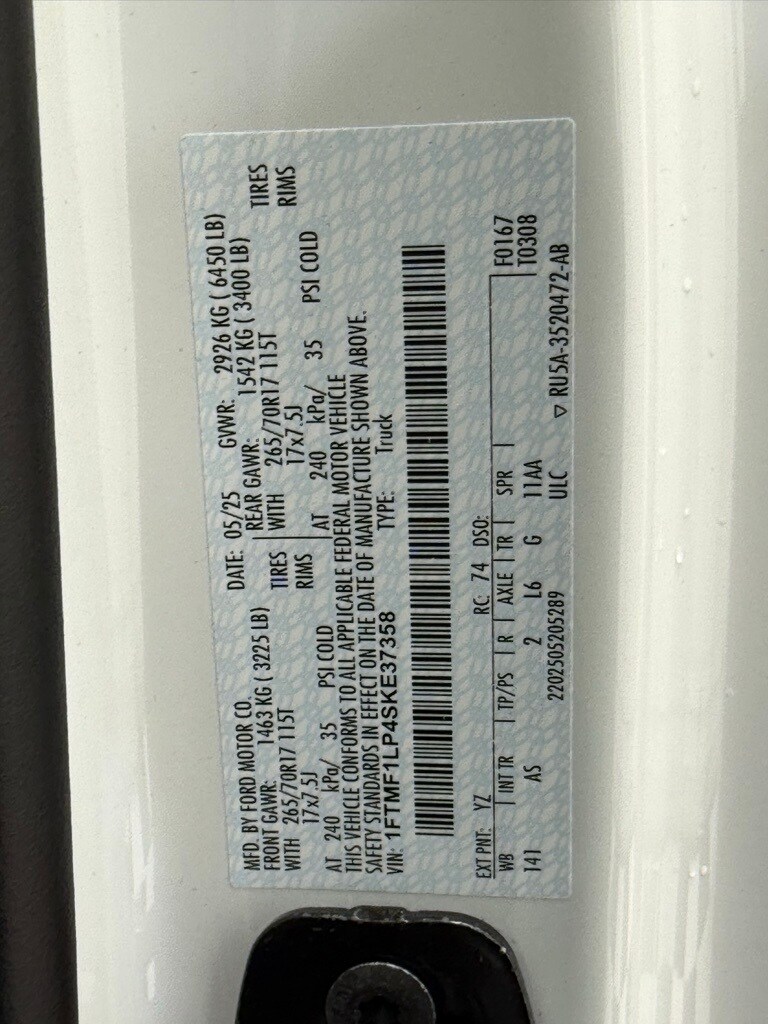 MFD. BY FORD MOTOR CO. DATE: 05/25 GVWR: 2926 KG ( 6450 LB)
FRONT GAWR: 1463 KG ( 3225 LB) REAR GAWR: 1542 KG ( 3400 LB)
WITH 265/70R17 115T TIRES WITH 265/70R17 115T TIRES
17x7.5J RIMS 17x7.5J RIMS
AT 240 kPa/ 35 PSI COLD AT 240 kPa/ 35 PSI COLD
THIS VEHICLE CONFORMS TO ALL APPLICABLE FEDERAL MOTOR VEHICLE
SAFETY STANDARDS IN EFFECT ON THE DATE OF MANUFACTURE SHOWN ABOVE.
VIN: 1FTMF1LP4SKE37358 TYPE: Truck
EXT PNT: YZ RC: 74 DSO: F0167
WB INT TR TP/PS R AXLE TR SPR T0308
141 AS 2 L6 G 11AA
2202505205289 ULC ▽ RU5A-3520472-AB